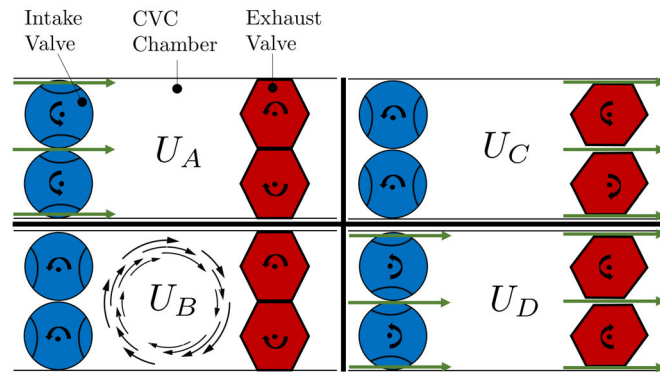 Intake
Valve
CVC
Chamber
Exhaust
Valve
U_A
U_C
U_B
U_D